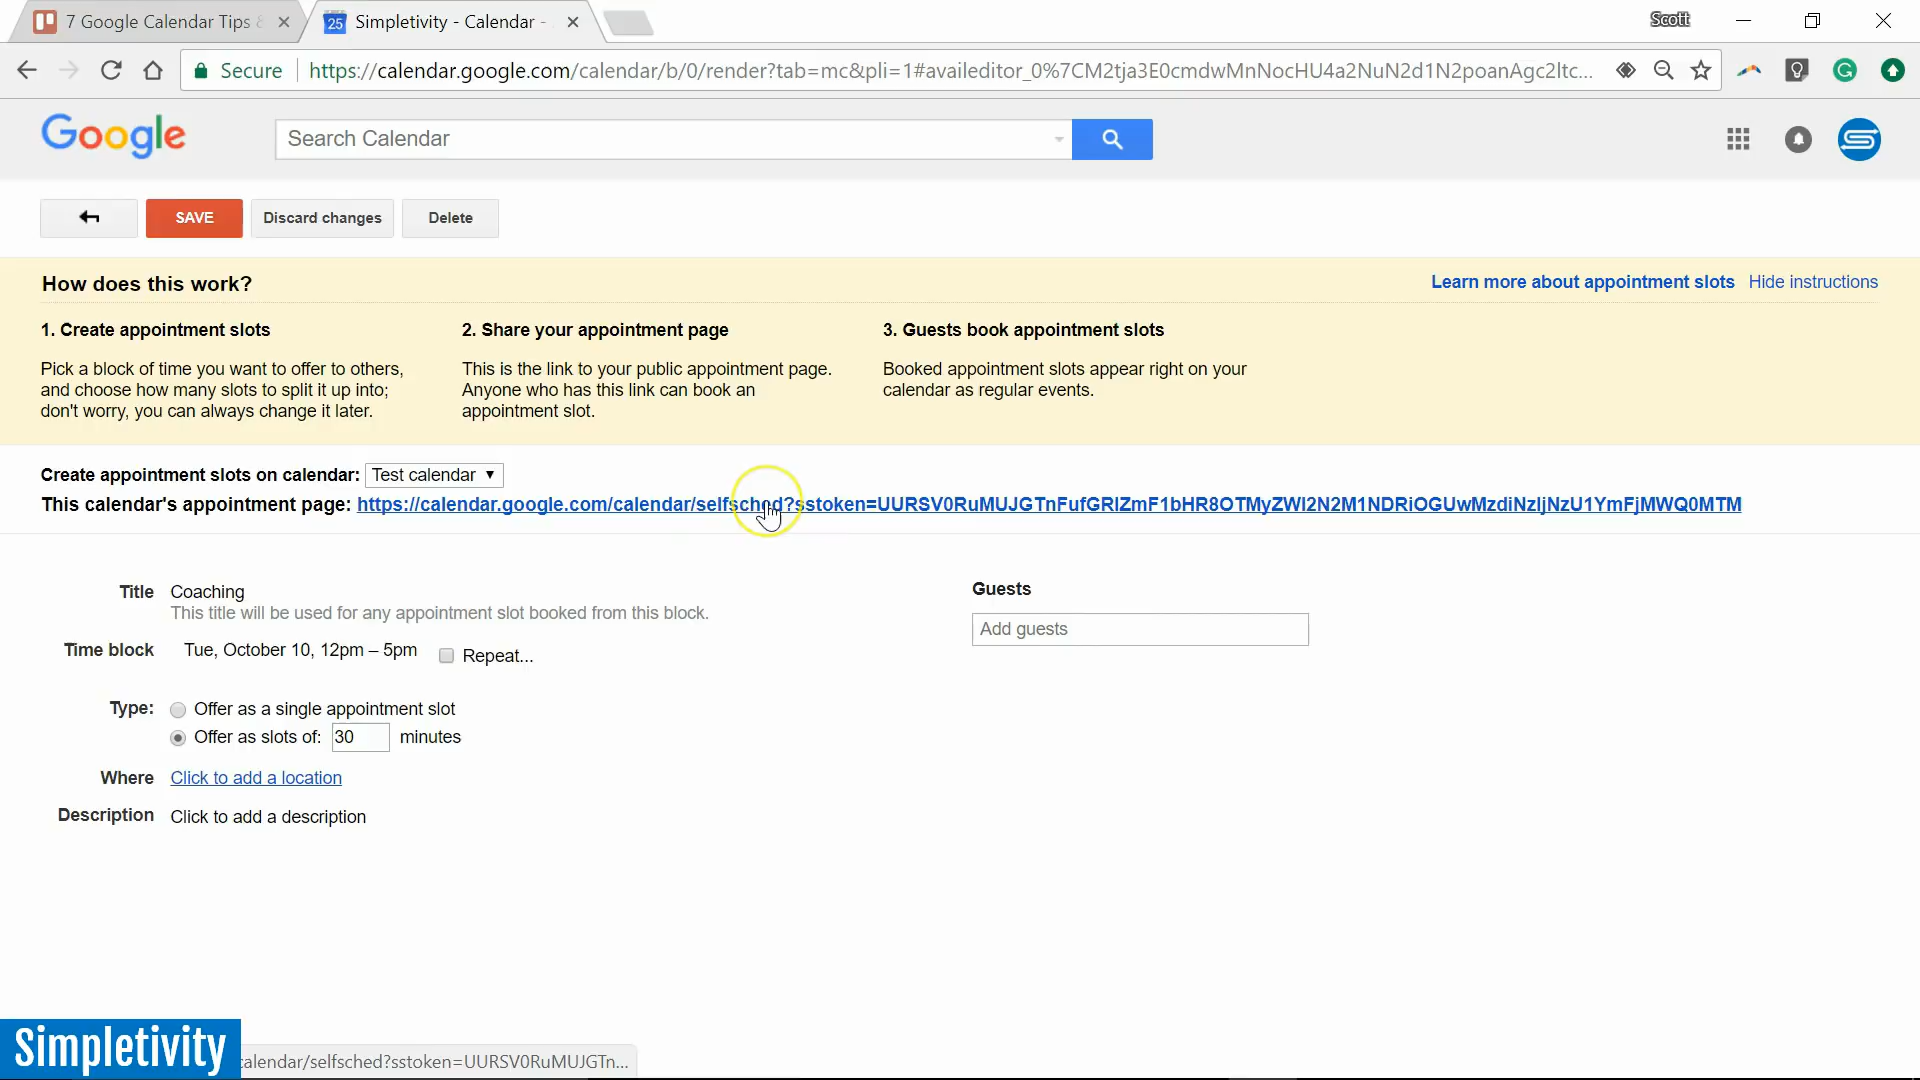 7 Google Calendar Tips &
Simpletivity - Calendar -
Scott
Secure
https://calendar.google.com/calendar/b/0/render?tab=mc&pli=1#availeditor_0%7CM2tja3E0cmdwMnNocHU4a2NuN2d1N2poanAgc2ltc...
Google
Search Calendar
SAVE
Discard changes
Delete
How does this work?
Learn more about appointment slots
Hide instructions
1. Create appointment slots
Pick a block of time you want to offer to others,
and choose how many slots to split it up into;
don't worry, you can always change it later.
2. Share your appointment page
This is the link to your public appointment page.
Anyone who has this link can book an
appointment slot.
3. Guests book appointment slots
Booked appointment slots appear right on your
calendar as regular events.
Create appointment slots on calendar: Test calendar
This calendar's appointment page: https://calendar.google.com/calendar/selfsched?sstoken=UURSV0RuMUJGTnFufGRlZmF1bHR8OTMyZWI2N2M1NDRiOGUwMzdiNzljNzU1YmFjMWQ0MTM
Title Coaching
This title will be used for any appointment slot booked from this block.
Time block Tue, October 10, 12pm – 5pm Repeat...
Type: Offer as a single appointment slot
Offer as slots of: 30 minutes
Where Click to add a location
Description Click to add a description
Guests
Add guests
Simpletivity
calendar/selfsched?sstoken=UURSV0RuMUJGTn...